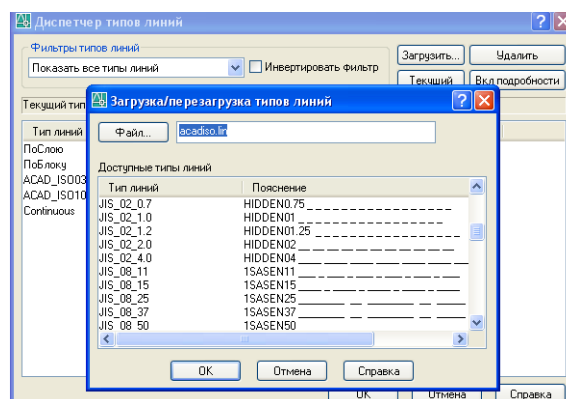 Диспетчер типов линий
Фильтры типов линий
Показать все типы линий
Инвертировать фильтр
Загрузить...
Удалить
Текущий
Вкл подробности
Текущий тип
Тип линий
ПоСлою
ПоБлоку
ACAD_ISO03
ACAD_ISO10
Continuous
Загрузка/перезагрузка типов линий
Файл...
acadiso.lin
Доступные типы линий
Тип линий Пояснение
JIS_02_0.7 HIDDEN0.75
JIS_02_1.0 HIDDEN01
JIS_02_1.2 HIDDEN01.25
JIS_02_2.0 HIDDEN02
JIS_02_4.0 HIDDEN04
JIS_08_11 1SASEN11
JIS_08_15 1SASEN15
JIS_08_25 1SASEN25
JIS_08_37 1SASEN37
JIS_08_50 1SASEN50
OK
Отмена
Справка
OK
Отмена
Справка